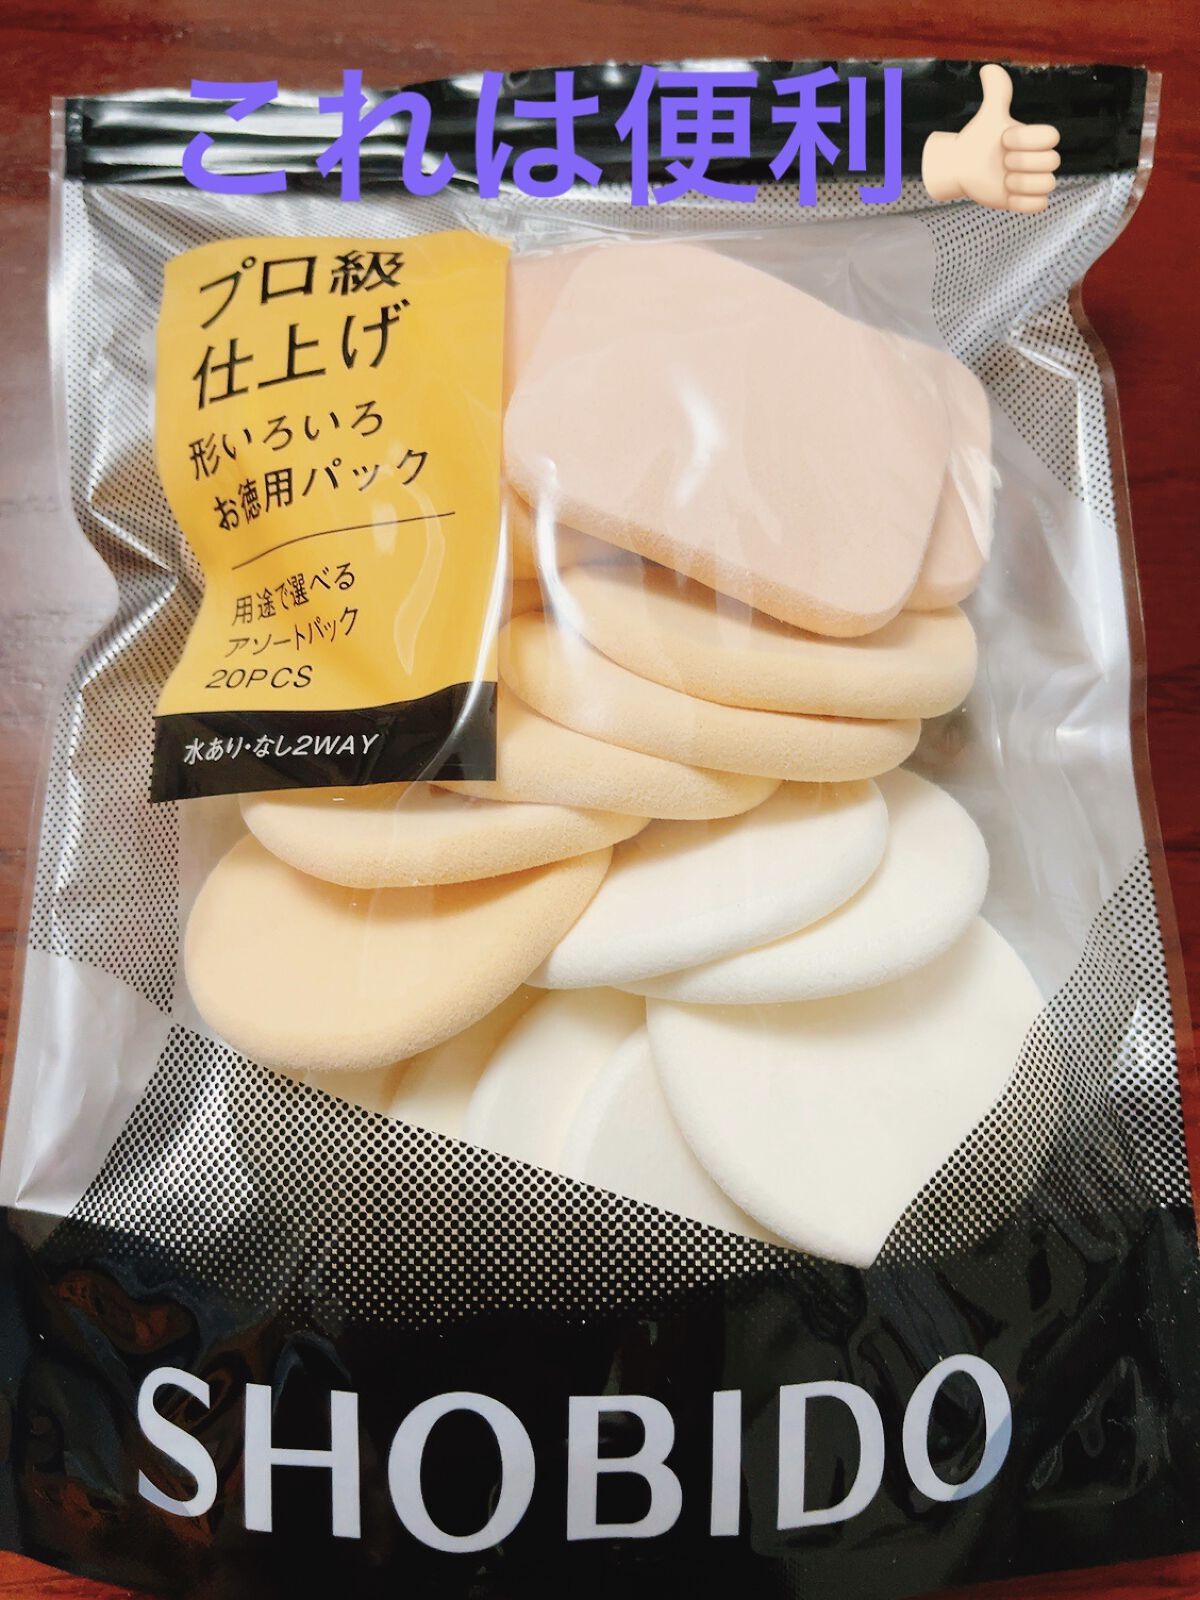 これは便利👍🏻
プロ級
仕上げ
形いろいろ
お徳用パック
用途で選べる
アソートパック
20PCS
水あり・なし2WAY
SHOBIDO